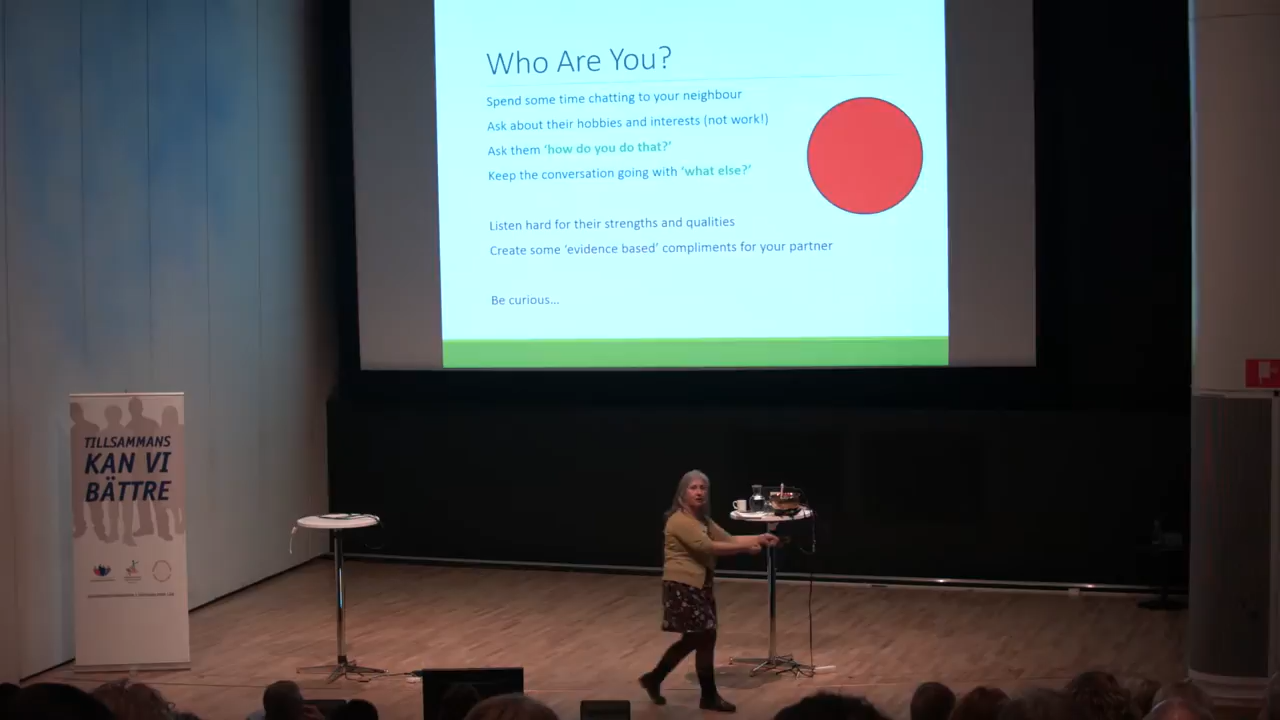 Who Are You?
Spend some time chatting to your neighbour
Ask about their hobbies and interests (not work!)
Ask them ‘how do you do that?’
Keep the conversation going with ‘what else?’
Listen hard for their strengths and qualities
Create some ‘evidence based’ compliments for your partner
Be curious...
TILLSAMMANS
KAN VI
BÄTTRE